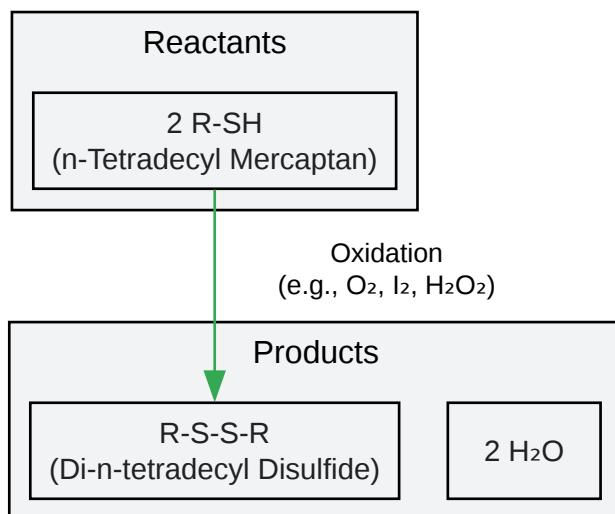 Reactants
2 R-SH
(n-Tetradecyl Mercaptan)
Oxidation
(e.g., O₂, I₂, H₂O₂)
Products
R-S-S-R
(Di-n-tetradecyl Disulfide)
2 H₂O